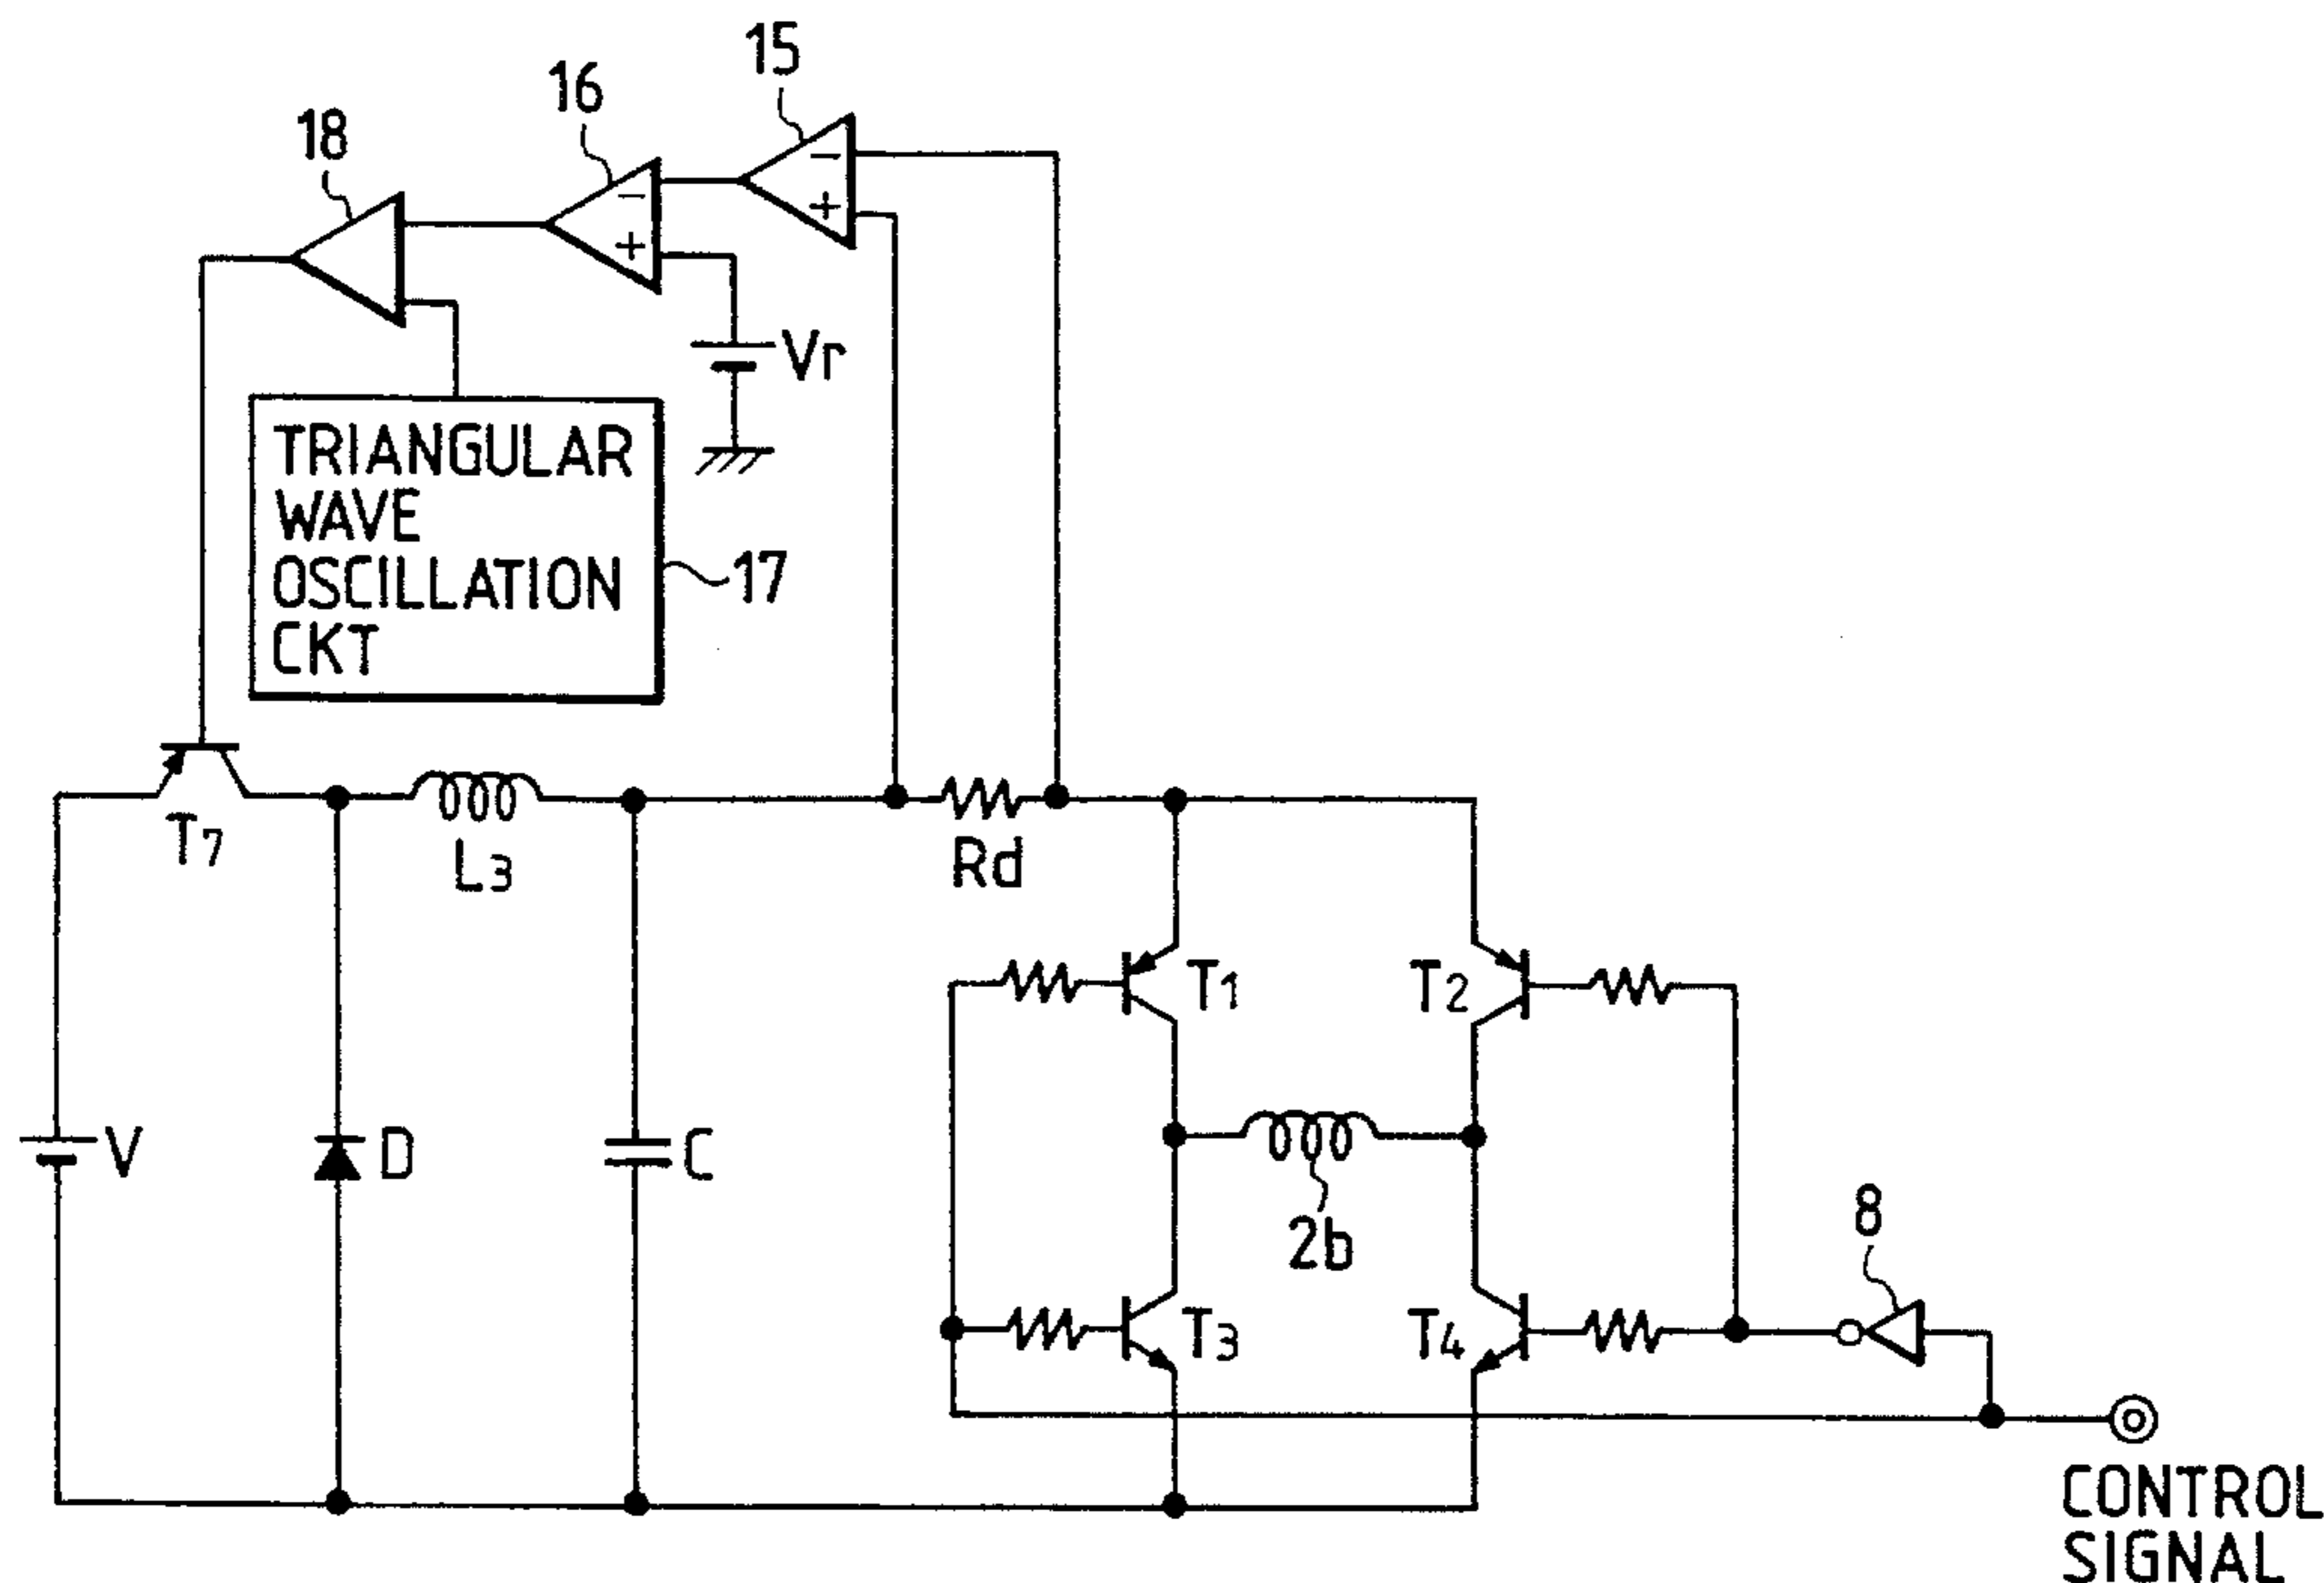 15
16
18
Vr
TRIANGULAR
WAVE
OSCILLATION
CKT
17
T7
L3
Rd
T1
T2
V
D
C
2b
8
T3
T4
CONTROL
SIGNAL